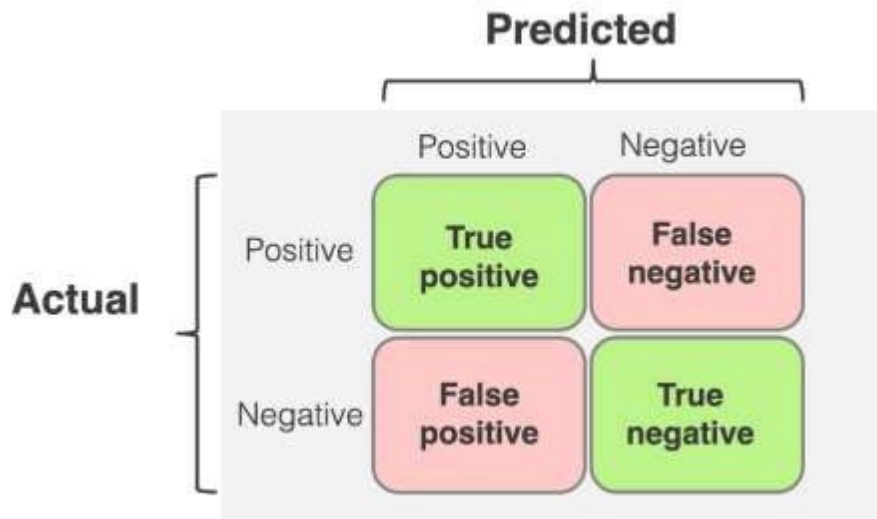 Predicted
Positive Negative
Positive
True
positive
False
negative
Actual
Negative
False
positive
True
negative